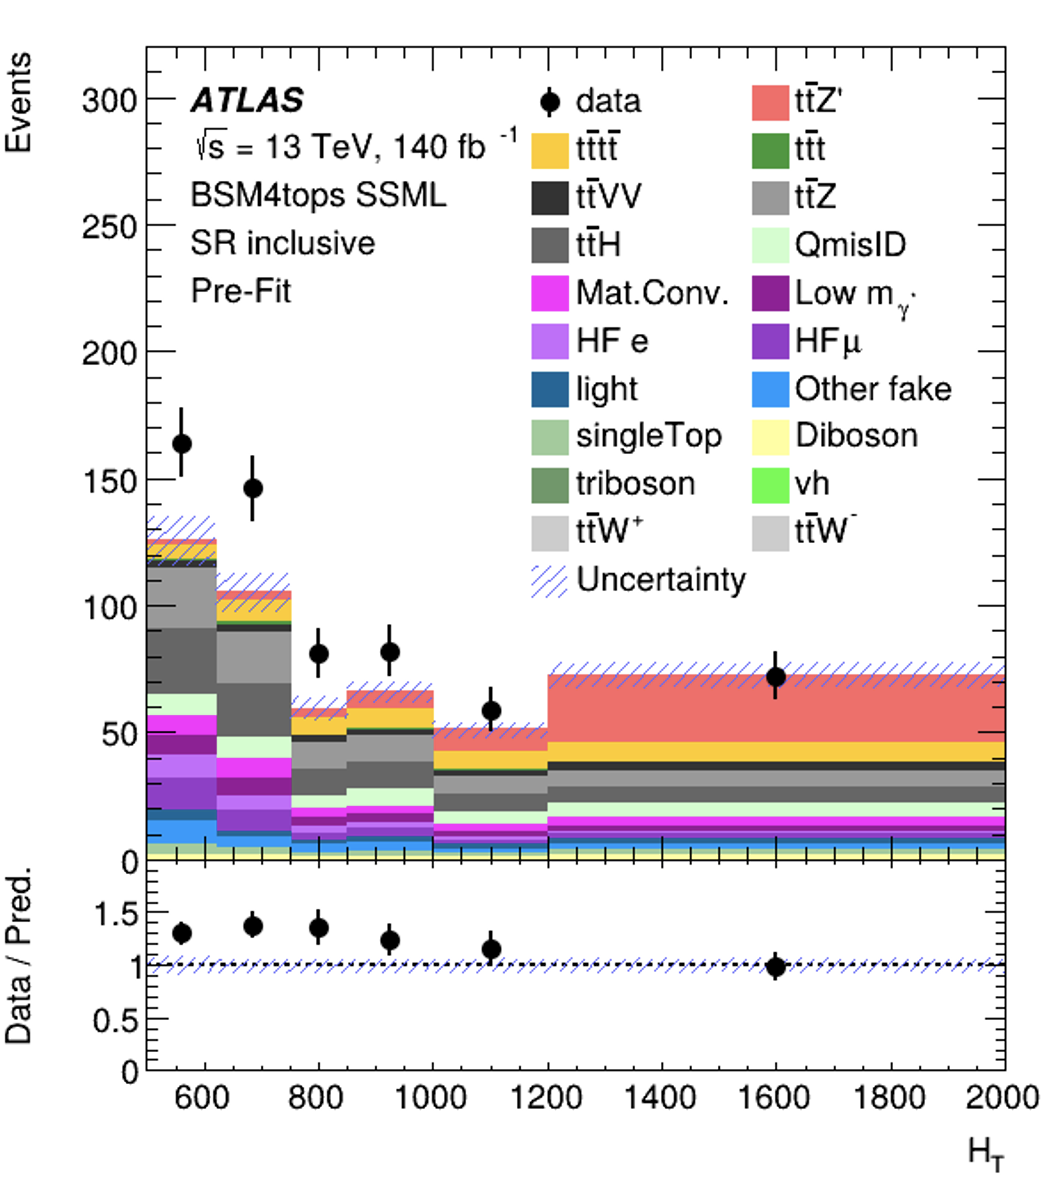 Events
300
250
200
150
100
50
0
ATLAS
√s = 13 TeV, 140 fb⁻¹
BSM4tops SSML
SR inclusive
Pre-Fit
data
tt̄Z'
tt̄tt̄
tt̄t
tt̄VV
tt̄Z
tt̄H
QmisID
Mat.Conv.
Low m_γ*
HF e
HFμ
light
Other fake
singleTop
Diboson
triboson
vh
tt̄W⁺
tt̄W⁻
Uncertainty
Data / Pred.
1.5
1
0.5
0
600 800 1000 1200 1400 1600 1800 2000
H_T